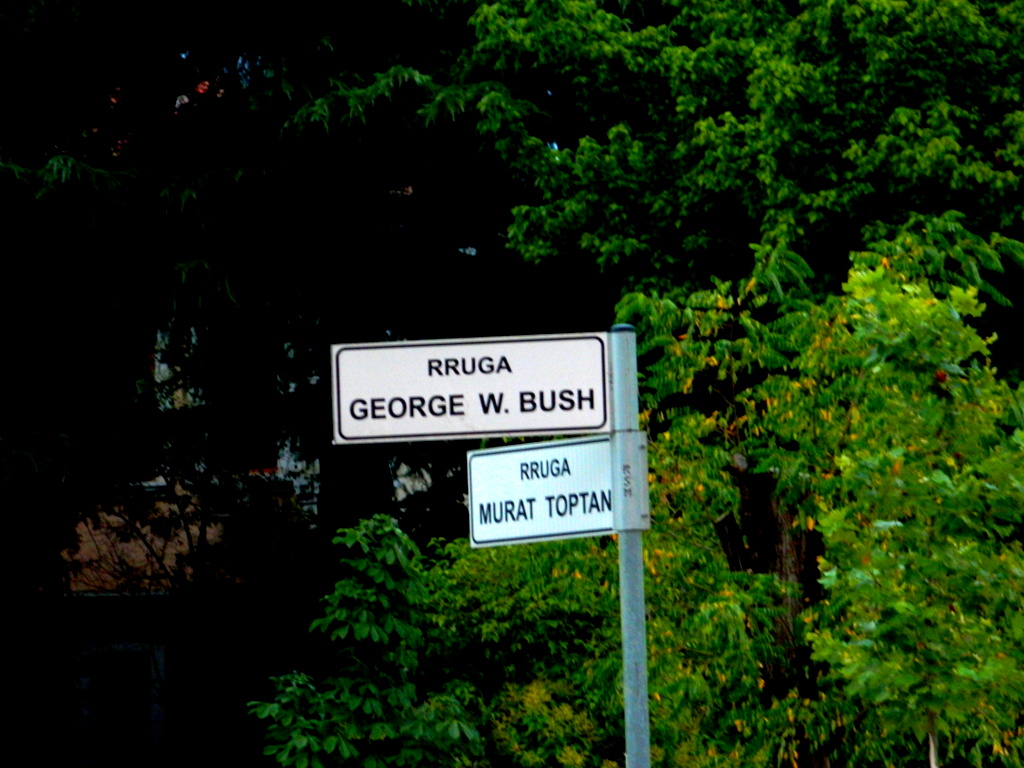 RRUGA
GEORGE W. BUSH
RRUGA
MURAT TOPTAN